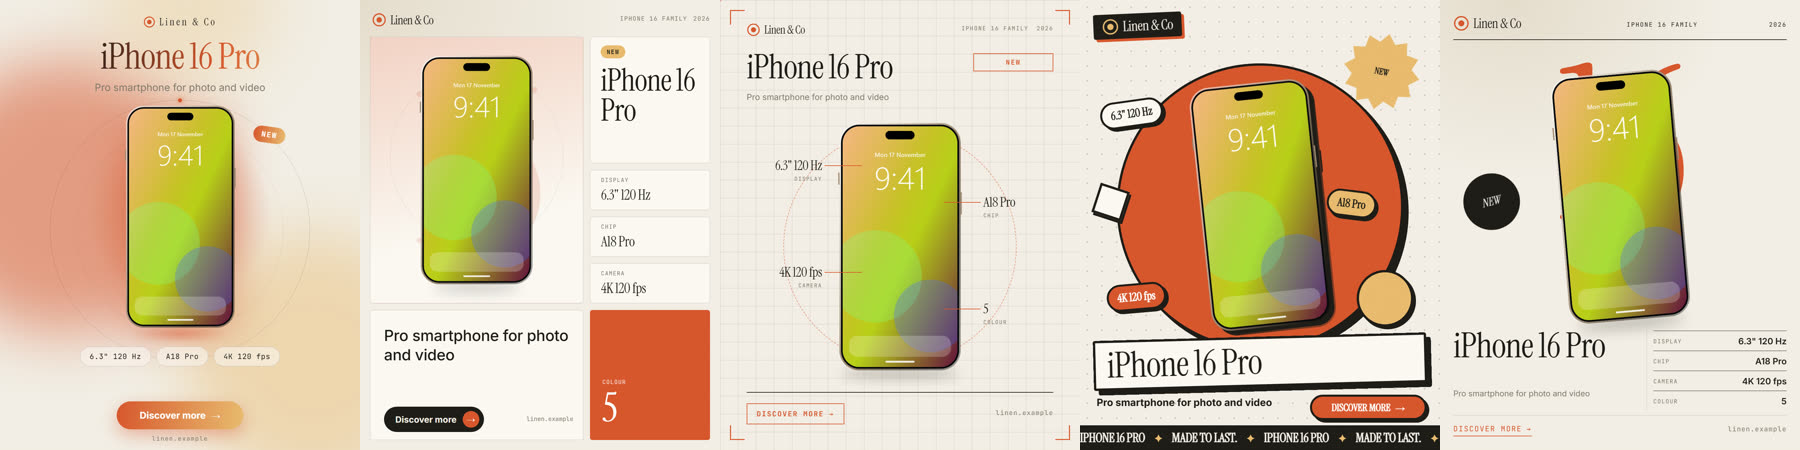 Linen & Co
iPhone 16 Pro
Pro smartphone for photo and video
NEW
Mon 17 November
9:41
6.3" 120 Hz
A18 Pro
4K 120 fps
Discover more →
linen.example
Linen & Co
IPHONE 16 FAMILY 2026
Mon 17 November
9:41
NEW
iPhone 16
Pro
DISPLAY
6.3" 120 Hz
CHIP
A18 Pro
CAMERA
4K 120 fps
Pro smartphone for photo
and video
Discover more →
linen.example
COLOUR
5
Linen & Co
IPHONE 16 FAMILY 2026
iPhone 16 Pro
NEW
Pro smartphone for photo and video
Mon 17 November
9:41
6.3" 120 Hz
DISPLAY
A18 Pro
CHIP
4K 120 fps
CAMERA
5
COLOUR
DISCOVER MORE →
linen.example
Linen & Co
NEW
6.3" 120 Hz
Mon 17 November
9:41
A18 Pro
4K 120 fps
iPhone 16 Pro
Pro smartphone for photo and video
DISCOVER MORE →
IPHONE 16 PRO ✦ MADE TO LAST. ✦ IPHONE 16 PRO ✦ MADE TO LAST. ✦
Linen & Co
IPHONE 16 FAMILY
2026
Mon 17 November
9:41
NEW
iPhone 16 Pro
Pro smartphone for photo and video
DISPLAY 6.3" 120 Hz
CHIP A18 Pro
CAMERA 4K 120 fps
COLOUR 5
DISCOVER MORE →
linen.example